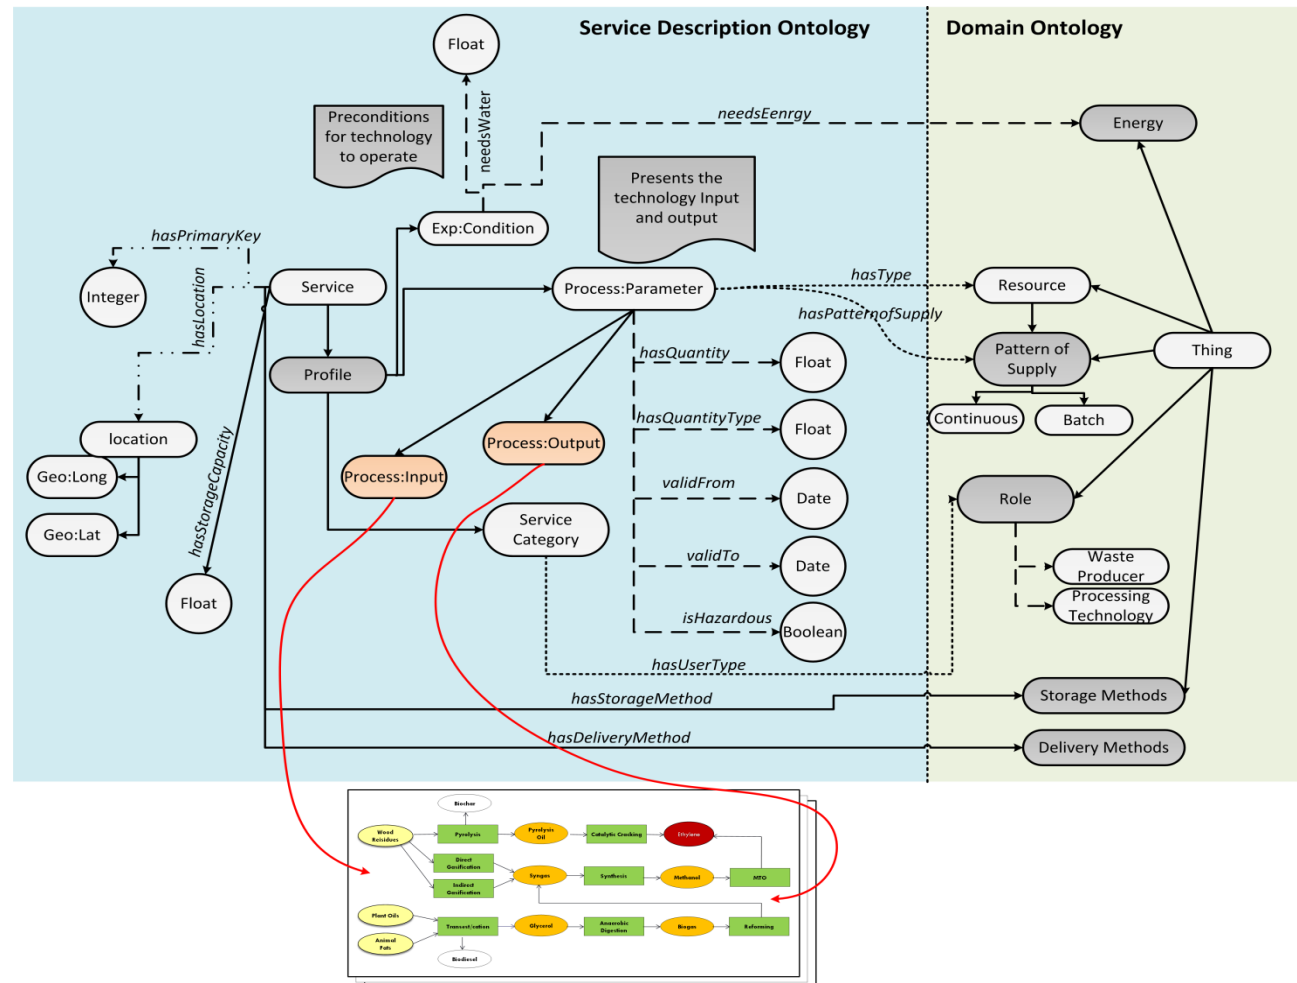 Service Description Ontology
Domain Ontology
Float
needsWater
Preconditions
for technology
to operate
needsEenrgy
Energy
Presents the
technology Input
and output
Exp:Condition
hasPrimaryKey
Integer
hasLocation
Service
Process:Parameter
hasType
Resource
hasPatternofSupply
Pattern of
Supply
Thing
Profile
hasQuantity
Float
Continuous
Batch
location
Geo:Long
Geo:Lat
hasStorageCapacity
Float
Process:Input
Process:Output
hasQuantityType
Float
validFrom
Date
Service
Category
validTo
Date
isHazardous
Boolean
Role
Waste
Producer
Processing
Technology
hasUserType
hasStorageMethod
Storage Methods
hasDeliveryMethod
Delivery Methods
Biochar
Wood
Reisidues
Pyrolysis
Pyrolysis
Oil
Catalytic Cracking
Ethylene
Direct
Gasification
Indirect
Gasification
Syngas
Synthesis
Methanol
MTO
Plant Oils
Animal
Fats
Transest/cation
Glycerol
Anaerobic
Digestion
Biogas
Reforming
Biodiesel